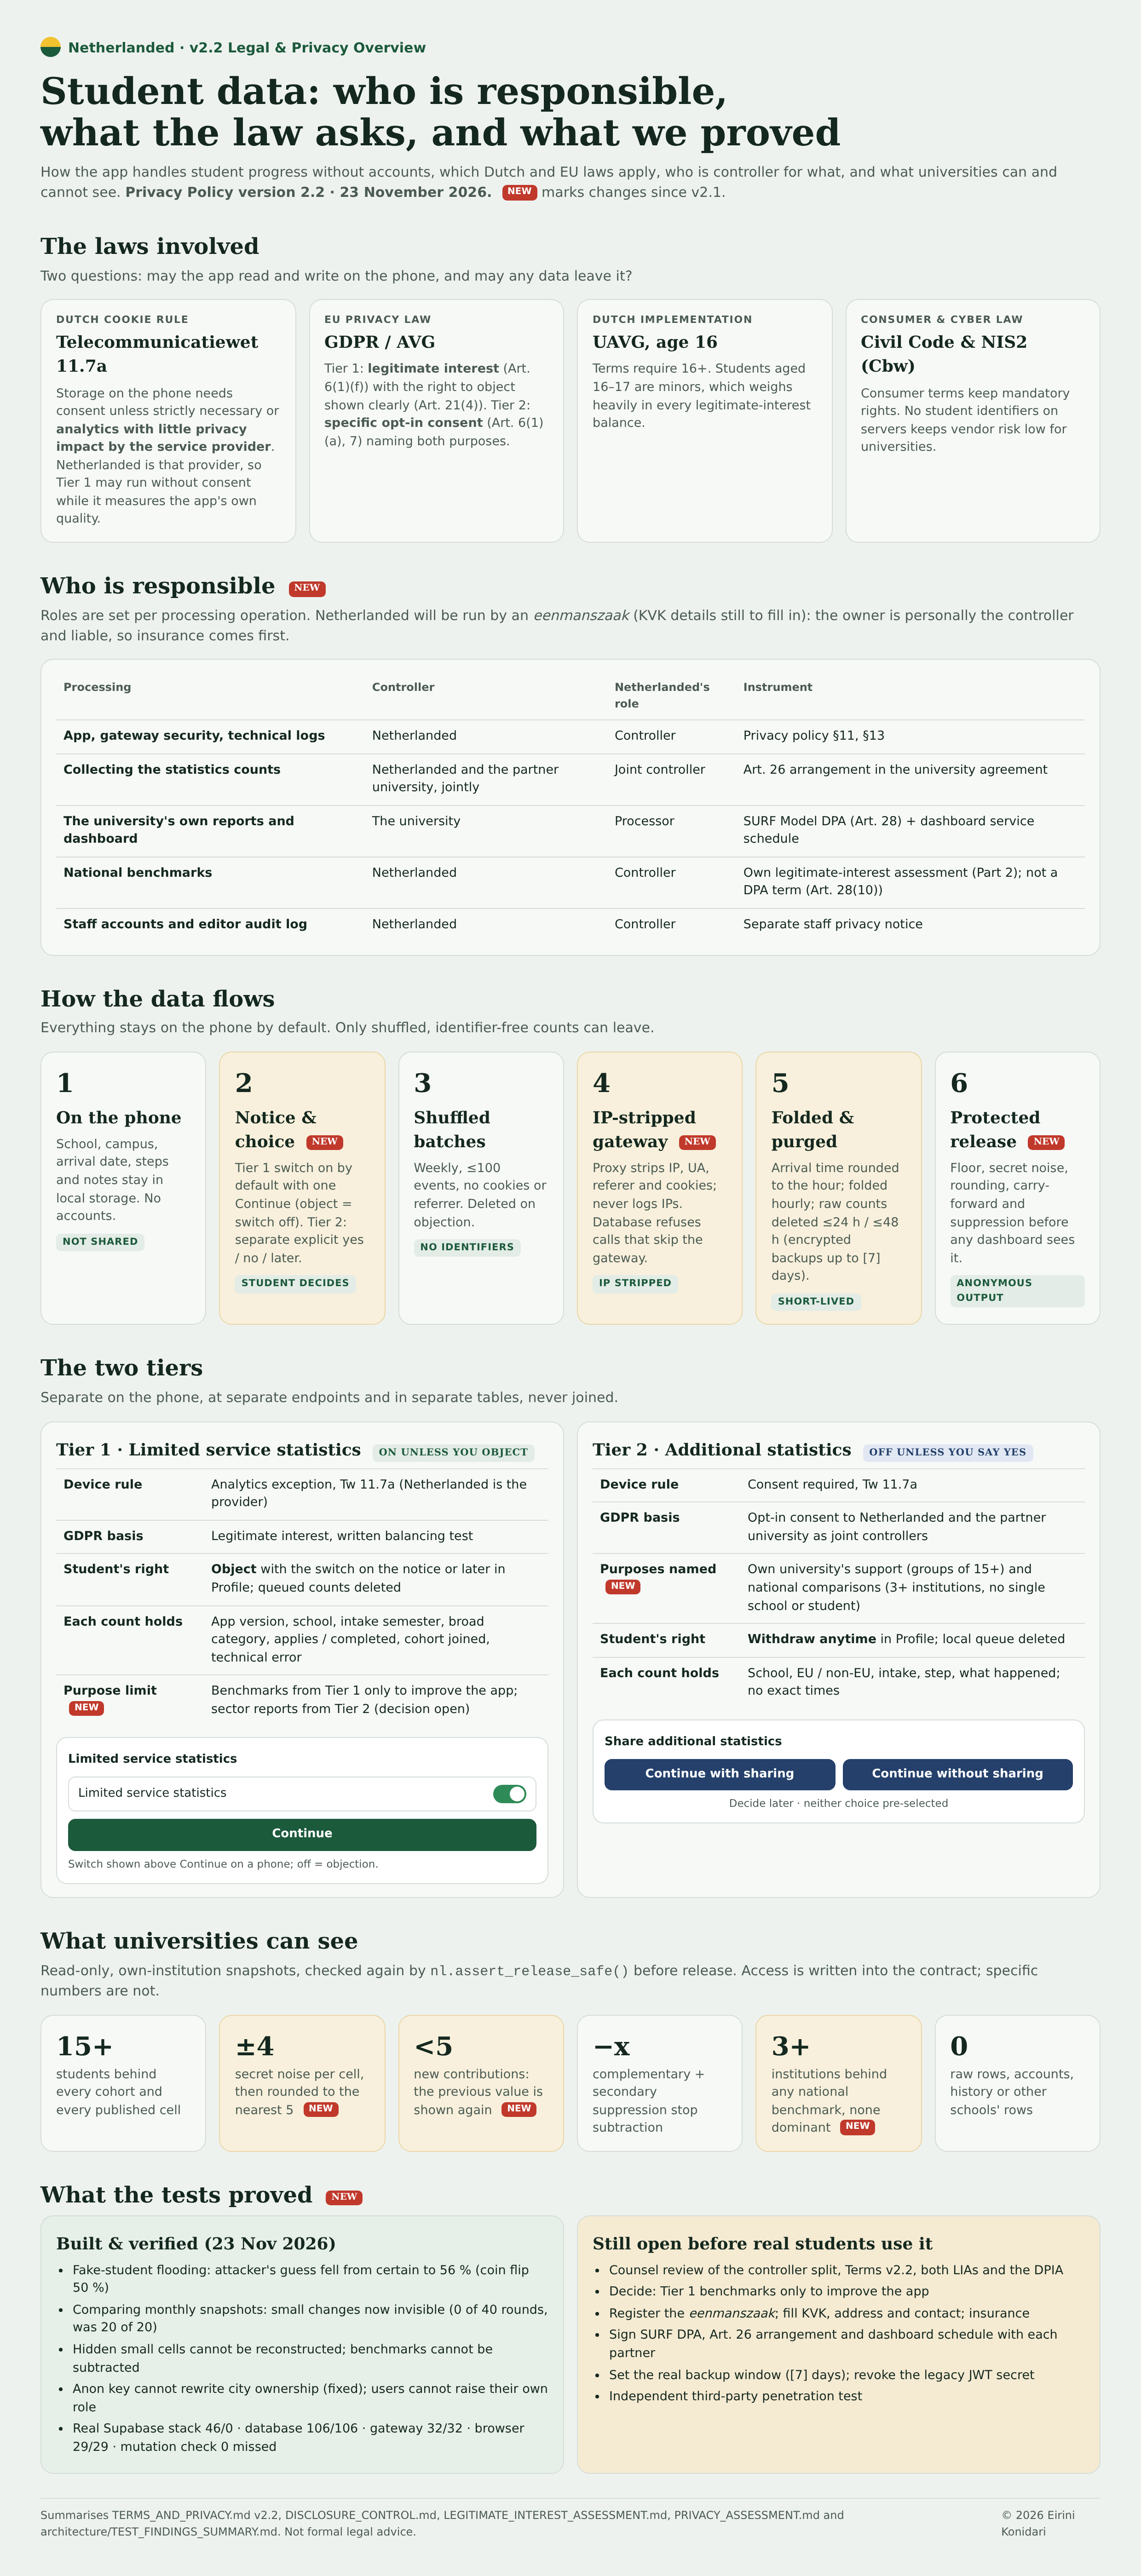 Netherlanded · v2.2 Legal & Privacy Overview
Student data: who is responsible,
what the law asks, and what we proved
How the app handles student progress without accounts, which Dutch and EU laws apply, who is controller for what, and what universities can and
cannot see. Privacy Policy version 2.2 · 23 November 2026. NEW marks changes since v2.1.
The laws involved
Two questions: may the app read and write on the phone, and may any data leave it?
DUTCH COOKIE RULE
Telecommunicatiewet
11.7a
Storage on the phone needs
consent unless strictly necessary or
analytics with little privacy
impact by the service provider.
Netherlanded is that provider, so
Tier 1 may run without consent
while it measures the app's own
quality.
EU PRIVACY LAW
GDPR / AVG
Tier 1: legitimate interest (Art.
6(1)(f)) with the right to object
shown clearly (Art. 21(4)). Tier 2:
specific opt-in consent (Art. 6(1)
(a), 7) naming both purposes.
DUTCH IMPLEMENTATION
UAVG, age 16
Terms require 16+. Students aged
16–17 are minors, which weighs
heavily in every legitimate-interest
balance.
CONSUMER & CYBER LAW
Civil Code & NIS2
(Cbw)
Consumer terms keep mandatory
rights. No student identifiers on
servers keeps vendor risk low for
universities.
Who is responsible NEW
Roles are set per processing operation. Netherlanded will be run by an eenmanszaak (KVK details still to fill in): the owner is personally the controller
and liable, so insurance comes first.
Processing
Controller
Netherlanded's
role
Instrument
App, gateway security, technical logs
Netherlanded
Controller
Privacy policy §11, §13
Collecting the statistics counts
Netherlanded and the partner
university, jointly
Joint controller
Art. 26 arrangement in the university agreement
The university's own reports and
dashboard
The university
Processor
SURF Model DPA (Art. 28) + dashboard service
schedule
National benchmarks
Netherlanded
Controller
Own legitimate-interest assessment (Part 2); not a
DPA term (Art. 28(10))
Staff accounts and editor audit log
Netherlanded
Controller
Separate staff privacy notice
How the data flows
Everything stays on the phone by default. Only shuffled, identifier-free counts can leave.
1
On the phone
School, campus,
arrival date, steps
and notes stay in
local storage. No
accounts.
NOT SHARED
2
Notice &
choice NEW
Tier 1 switch on by
default with one
Continue (object =
switch off). Tier 2:
separate explicit yes
/ no / later.
STUDENT DECIDES
3
Shuffled
batches
Weekly, ≤100
events, no cookies or
referrer. Deleted on
objection.
NO IDENTIFIERS
4
IP-stripped
gateway NEW
Proxy strips IP, UA,
referer and cookies;
never logs IPs.
Database refuses
calls that skip the
gateway.
IP STRIPPED
5
Folded &
purged
Arrival time rounded
to the hour; folded
hourly; raw counts
deleted ≤24 h / ≤48
h (encrypted
backups up to [7]
days).
SHORT-LIVED
6
Protected
release NEW
Floor, secret noise,
rounding, carry-
forward and
suppression before
any dashboard sees
it.
ANONYMOUS
OUTPUT
The two tiers
Separate on the phone, at separate endpoints and in separate tables, never joined.
Tier 1 · Limited service statistics ON UNLESS YOU OBJECT
Device rule
Analytics exception, Tw 11.7a (Netherlanded is the
provider)
GDPR basis
Legitimate interest, written balancing test
Student's right
Object with the switch on the notice or later in
Profile; queued counts deleted
Each count holds
App version, school, intake semester, broad
category, applies / completed, cohort joined,
technical error
Purpose limit
NEW
Benchmarks from Tier 1 only to improve the app;
sector reports from Tier 2 (decision open)
Limited service statistics
Limited service statistics
Continue
Switch shown above Continue on a phone; off = objection.
Tier 2 · Additional statistics OFF UNLESS YOU SAY YES
Device rule
Consent required, Tw 11.7a
GDPR basis
Opt-in consent to Netherlanded and the partner
university as joint controllers
Purposes named
NEW
Own university's support (groups of 15+) and
national comparisons (3+ institutions, no single
school or student)
Student's right
Withdraw anytime in Profile; local queue deleted
Each count holds
School, EU / non-EU, intake, step, what happened;
no exact times
Share additional statistics
Continue with sharing
Continue without sharing
Decide later · neither choice pre-selected
What universities can see
Read-only, own-institution snapshots, checked again by nl.assert_release_safe() before release. Access is written into the contract; specific
numbers are not.
15+
students behind
every cohort and
every published cell
±4
secret noise per cell,
then rounded to the
nearest 5 NEW
<5
new contributions:
the previous value is
shown again NEW
−x
complementary +
secondary
suppression stop
subtraction
3+
institutions behind
any national
benchmark, none
dominant NEW
0
raw rows, accounts,
history or other
schools' rows
What the tests proved NEW
Built & verified (23 Nov 2026)
• Fake-student flooding: attacker's guess fell from certain to 56 % (coin flip
50 %)
• Comparing monthly snapshots: small changes now invisible (0 of 40 rounds,
was 20 of 20)
• Hidden small cells cannot be reconstructed; benchmarks cannot be
subtracted
• Anon key cannot rewrite city ownership (fixed); users cannot raise their own
role
• Real Supabase stack 46/0 · database 106/106 · gateway 32/32 · browser
29/29 · mutation check 0 missed
Still open before real students use it
• Counsel review of the controller split, Terms v2.2, both LIAs and the DPIA
• Decide: Tier 1 benchmarks only to improve the app
• Register the eenmanszaak; fill KVK, address and contact; insurance
• Sign SURF DPA, Art. 26 arrangement and dashboard schedule with each
partner
• Set the real backup window ([7] days); revoke the legacy JWT secret
• Independent third-party penetration test
Summarises TERMS_AND_PRIVACY.md v2.2, DISCLOSURE_CONTROL.md, LEGITIMATE_INTEREST_ASSESSMENT.md, PRIVACY_ASSESSMENT.md and
architecture/TEST_FINDINGS_SUMMARY.md. Not formal legal advice.
© 2026 Eirini
Konidari